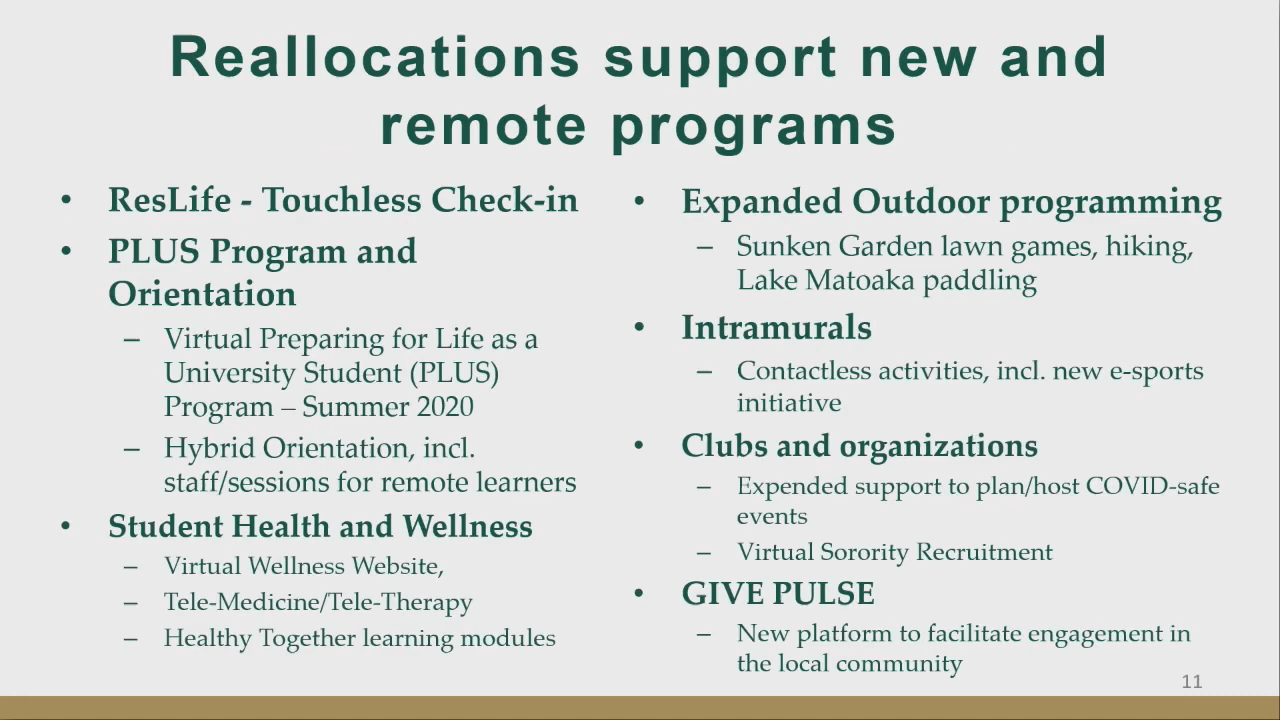 Reallocations support new and
remote programs
• ResLife - Touchless Check-in
• PLUS Program and
Orientation
– Virtual Preparing for Life as a
University Student (PLUS)
Program – Summer 2020
– Hybrid Orientation, incl.
staff/sessions for remote learners
• Student Health and Wellness
– Virtual Wellness Website,
– Tele-Medicine/Tele-Therapy
– Healthy Together learning modules
• Expanded Outdoor programming
– Sunken Garden lawn games, hiking,
Lake Matoaka paddling
• Intramurals
– Contactless activities, incl. new e-sports
initiative
• Clubs and organizations
– Expended support to plan/host COVID-safe
events
– Virtual Sorority Recruitment
• GIVE PULSE
– New platform to facilitate engagement in
the local community
11